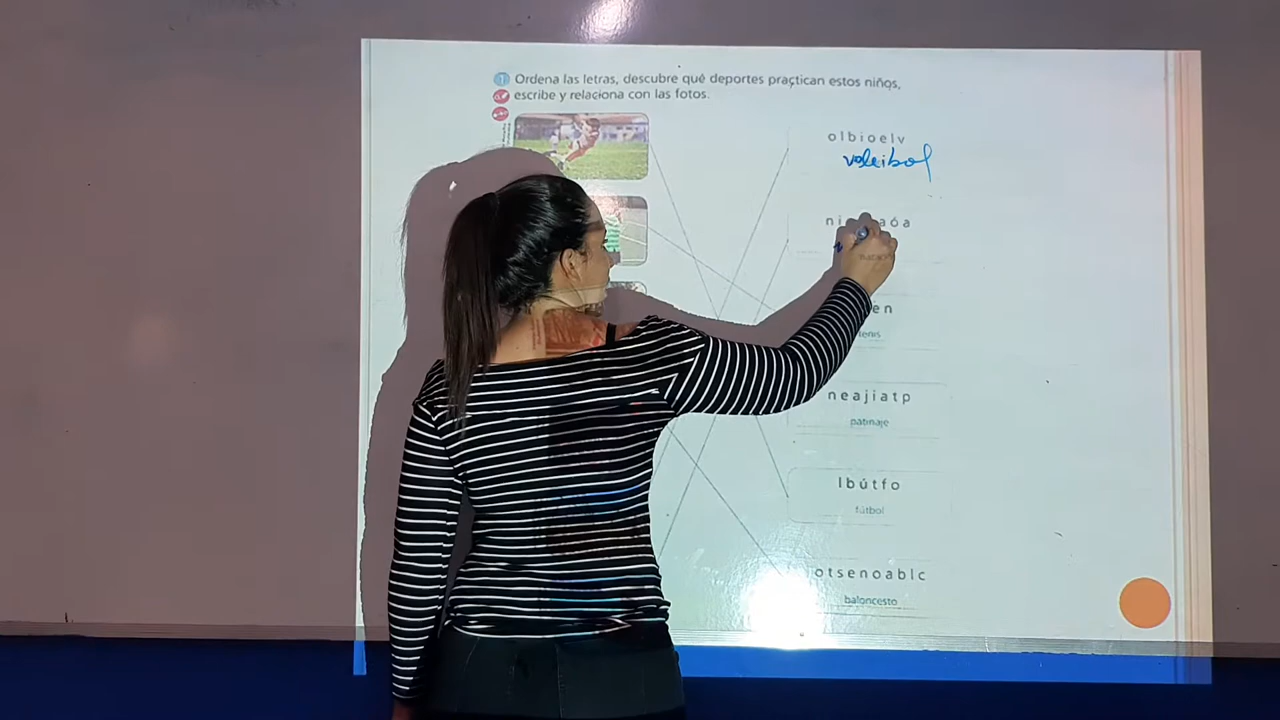 1 Ordena las letras, descubre qué deportes practican estos niños,
escribe y relaciona con las fotos.
olbioelv
voleibol
tenis
neajiatp
patinaje
lbútfo
fútbol
otsenoablc
baloncesto